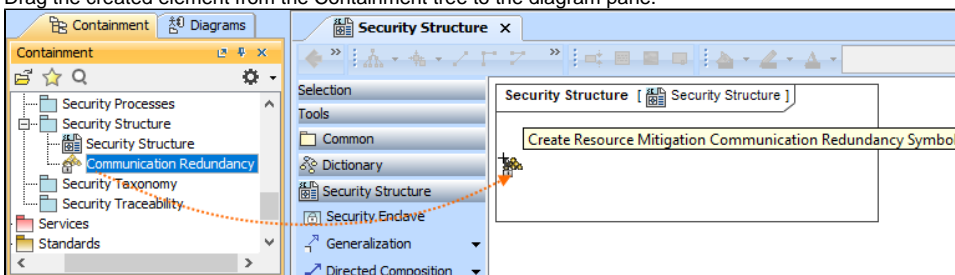 Drag the created element from the Containment tree to the diagram pane.
Containment
Diagrams
Containment
Security Processes
Security Structure
Security Structure
Communication Redundancy
Security Taxonomy
Security Traceability
Services
Standards
Security Structure
Selection
Tools
Common
Dictionary
Security Structure
Security Enclave
Generalization
Directed Composition
Security Structure [ Security Structure ]
Create Resource Mitigation Communication Redundancy Symbol